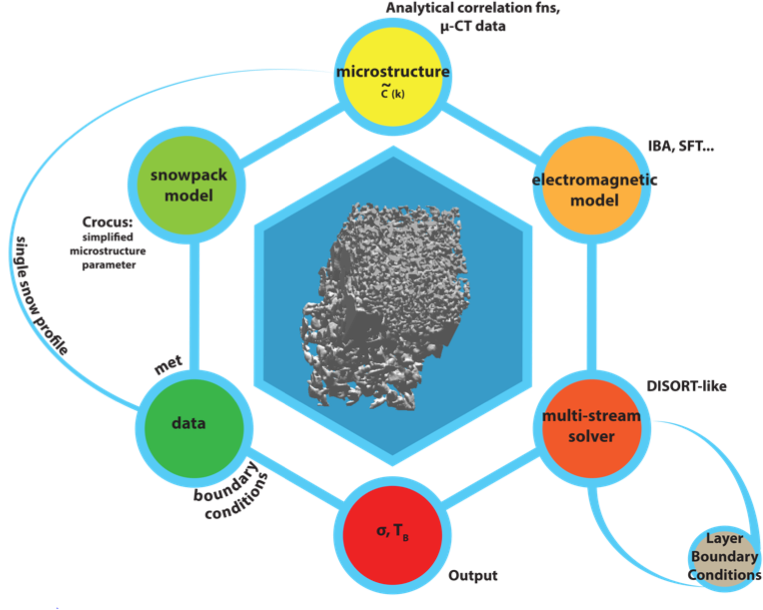 Analytical correlation fns,
μ-CT data
microstructure
C̃ (k)
IBA, SFT...
snowpack
model
electromagnetic
model
Crocus:
simplified
microstructure
parameter
single snow profile
met
data
boundary
conditions
DISORT-like
multi-stream
solver
σ, T_B
Output
Layer
Boundary
Conditions